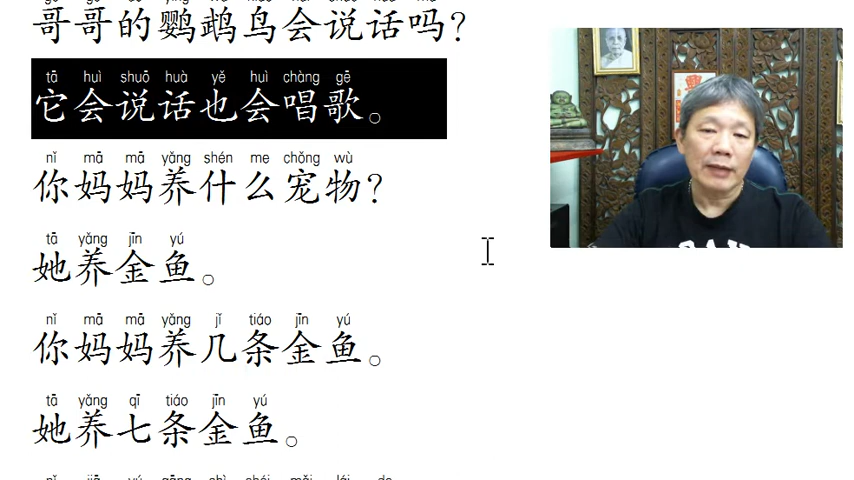 哥哥的鹦鹉鸟会说话吗？
tā huì shuō huà yě huì chàng gē
它会说话也会唱歌。
nǐ mā mā yǎng shén me chǒng wù
你妈妈养什么宠物？
tā yǎng jīn yú
她养金鱼。
nǐ mā mā yǎng jǐ tiáo jīn yú
你妈妈养几条金鱼。
tā yǎng qī tiáo jīn yú
她养七条金鱼。